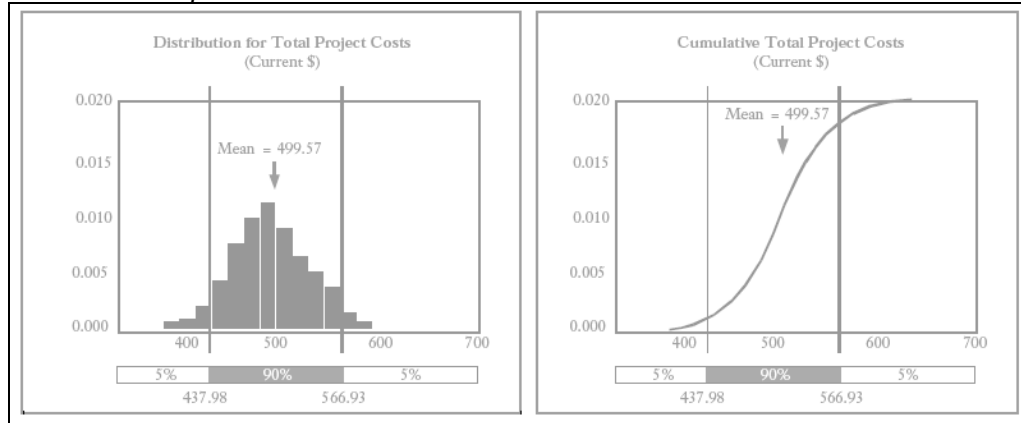 Distribution for Total Project Costs
(Current $)
0.020
Mean = 499.57
0.015
0.010
0.005
0.000
400 500 600 700
5% 90% 5%
437.98 566.93
Cumulative Total Project Costs
(Current $)
0.020
Mean = 499.57
0.015
0.010
0.005
0.000
400 500 600 700
5% 90% 5%
437.98 566.93